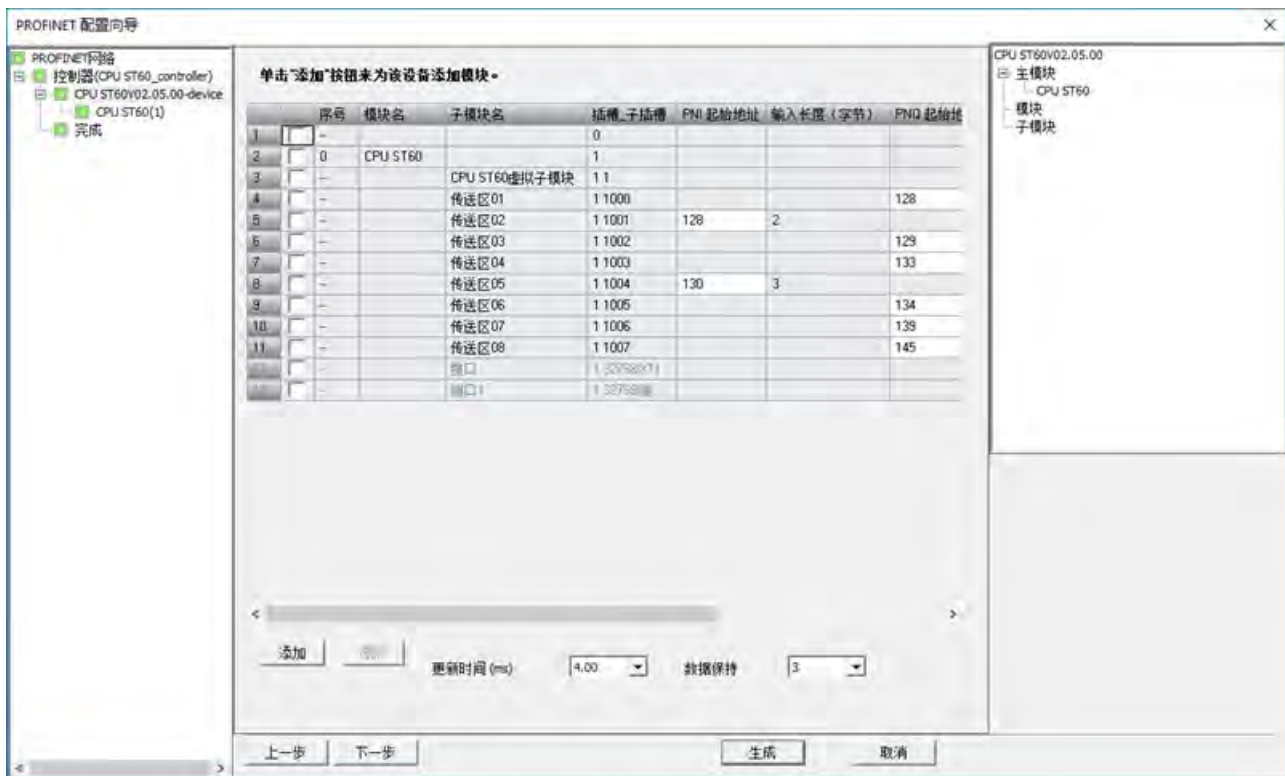 PROFINET 配置向导
PROFINET网络
控制器(CPU ST60_controller)
CPU ST60V02.05.00-device
CPU ST60(1)
完成
单击"添加"按钮来为该设备添加模块。
序号 模块名 子模块名 插槽_子插槽 PNI 起始地址 输入长度（字节） PNQ 起始地
1 -- 0
2 0 CPU ST60 1
3 -- CPU ST60虚拟子模块 1 1
4 -- 传送区01 1 1000 128
5 -- 传送区02 1 1001 128 2
6 -- 传送区03 1 1002 129
7 -- 传送区04 1 1003 133
8 -- 传送区05 1 1004 130 3
9 -- 传送区06 1 1005 134
10 -- 传送区07 1 1006 139
11 -- 传送区08 1 1007 145
添加
更新时间 (ms) 4.00 数据保持 3
上一步 下一步 生成 取消
CPU ST60V02.05.00
主模块
CPU ST60
模块
子模块